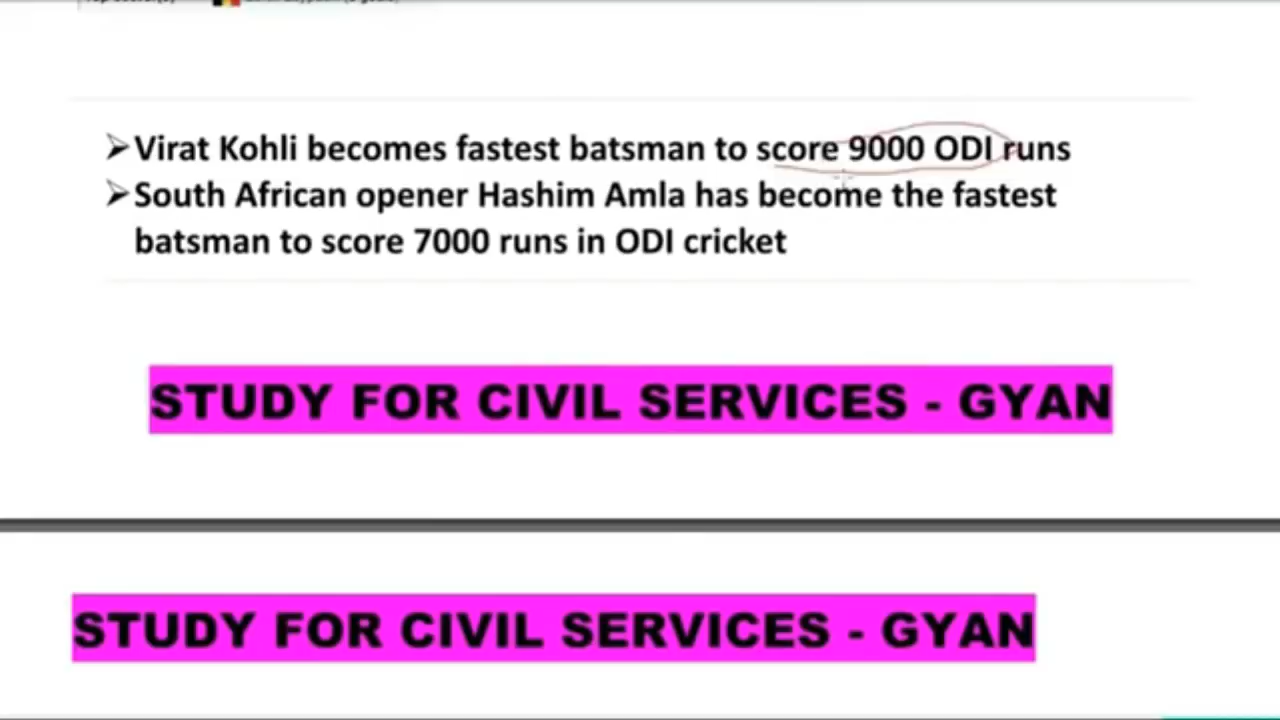 ➢Virat Kohli becomes fastest batsman to score 9000 ODI runs
➢South African opener Hashim Amla has become the fastest
batsman to score 7000 runs in ODI cricket
STUDY FOR CIVIL SERVICES - GYAN
STUDY FOR CIVIL SERVICES - GYAN